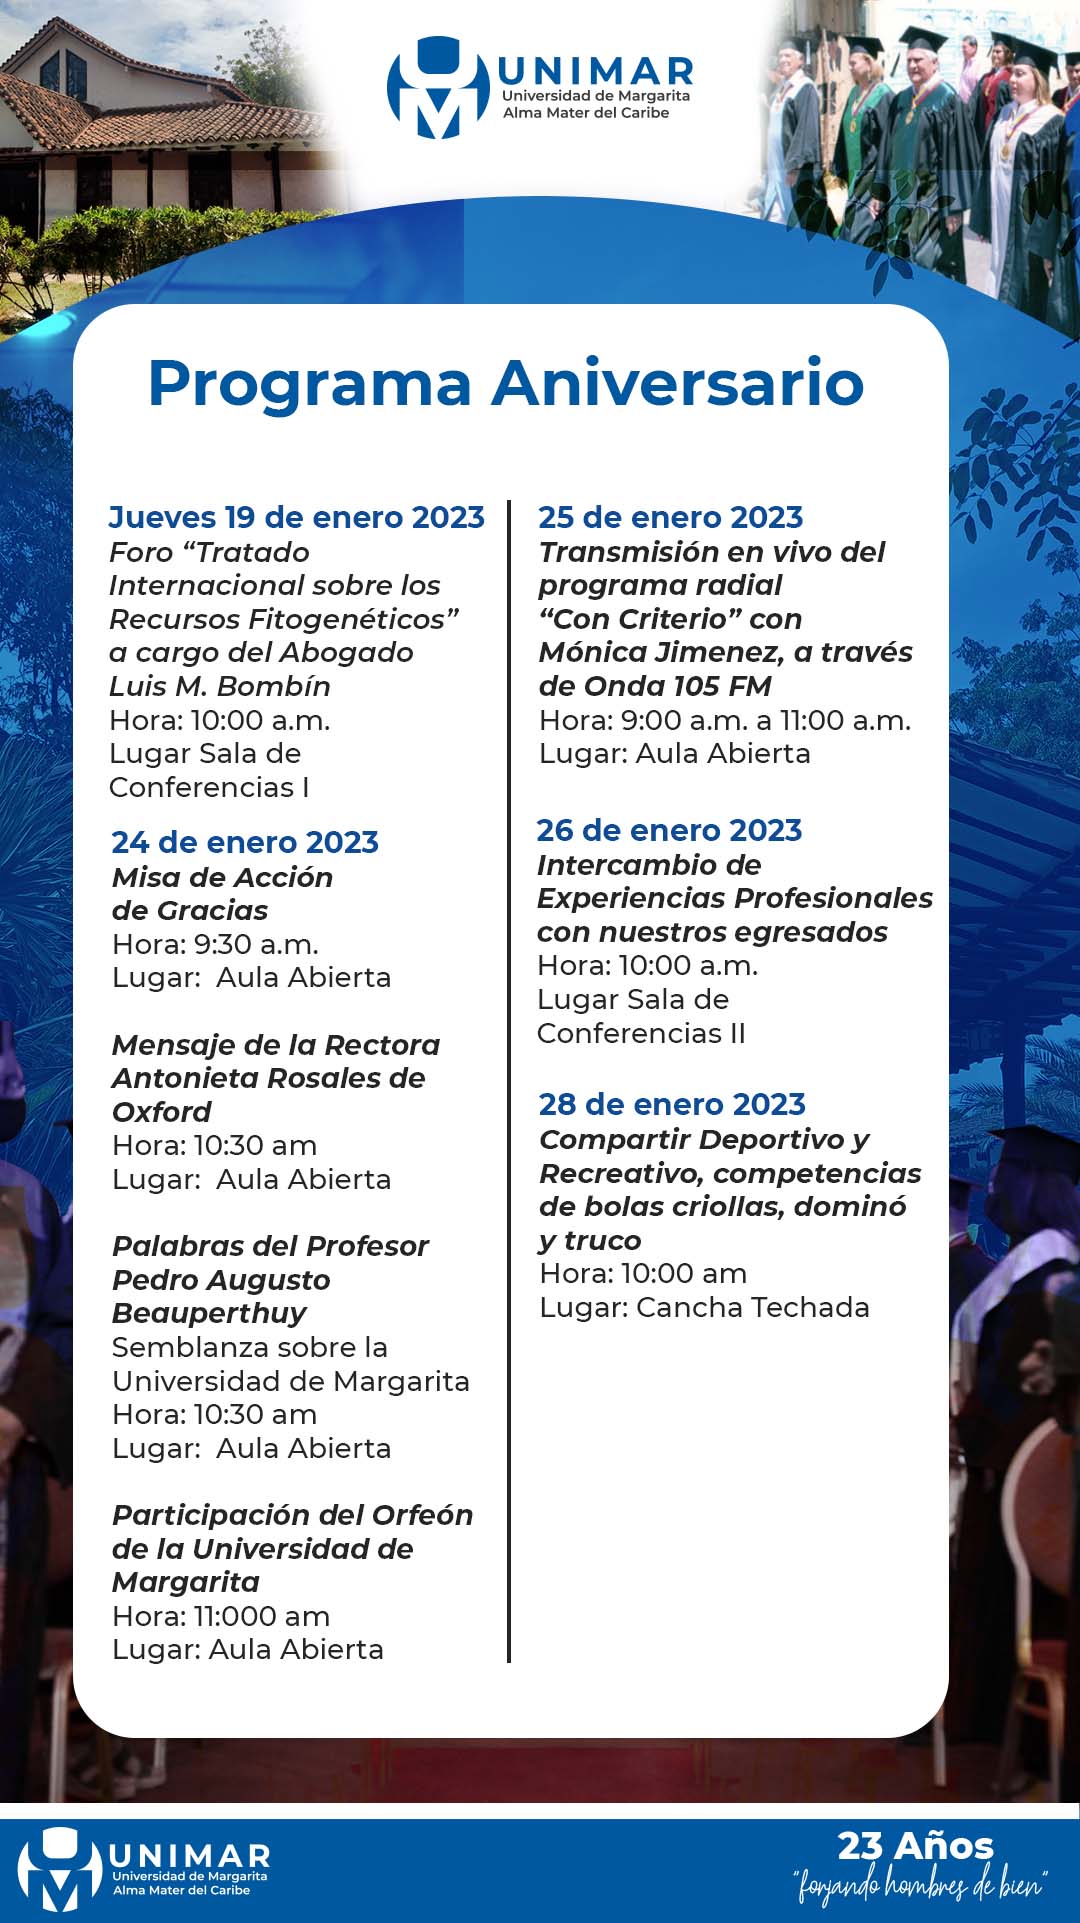 UNIMAR
Universidad de Margarita
Alma Mater del Caribe
Programa Aniversario
Jueves 19 de enero 2023
Foro “Tratado
Internacional sobre los
Recursos Fitogenéticos”
a cargo del Abogado
Luis M. Bombín
Hora: 10:00 a.m.
Lugar Sala de
Conferencias I
24 de enero 2023
Misa de Acción
de Gracias
Hora: 9:30 a.m.
Lugar:  Aula Abierta
Mensaje de la Rectora
Antonieta Rosales de
Oxford
Hora: 10:30 am
Lugar:  Aula Abierta
Palabras del Profesor
Pedro Augusto
Beauperthuy
Semblanza sobre la
Universidad de Margarita
Hora: 10:30 am
Lugar:  Aula Abierta
Participación del Orfeón
de la Universidad de
Margarita
Hora: 11:000 am
Lugar: Aula Abierta
25 de enero 2023
Transmisión en vivo del
programa radial
“Con Criterio” con
Mónica Jimenez, a través
de Onda 105 FM
Hora: 9:00 a.m. a 11:00 a.m.
Lugar: Aula Abierta
26 de enero 2023
Intercambio de
Experiencias Profesionales
con nuestros egresados
Hora: 10:00 a.m.
Lugar Sala de
Conferencias II
28 de enero 2023
Compartir Deportivo y
Recreativo, competencias
de bolas criollas, dominó
y truco
Hora: 10:00 am
Lugar: Cancha Techada
UNIMAR
Universidad de Margarita
Alma Mater del Caribe
23 Años
“forjando hombres de bien”